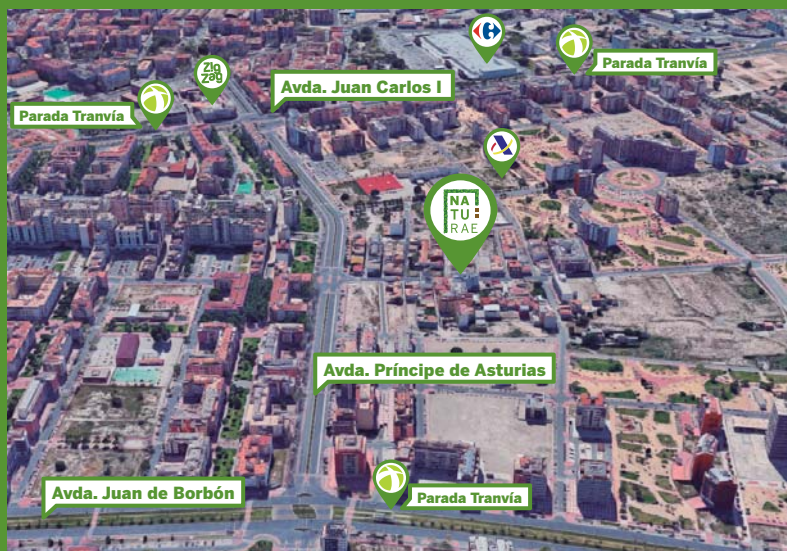 Zig
Zag
Parada Tranvía
Avda. Juan Carlos I
Parada Tranvía
NA
TU
RAE
Avda. Príncipe de Asturias
Avda. Juan de Borbón
Parada Tranvía